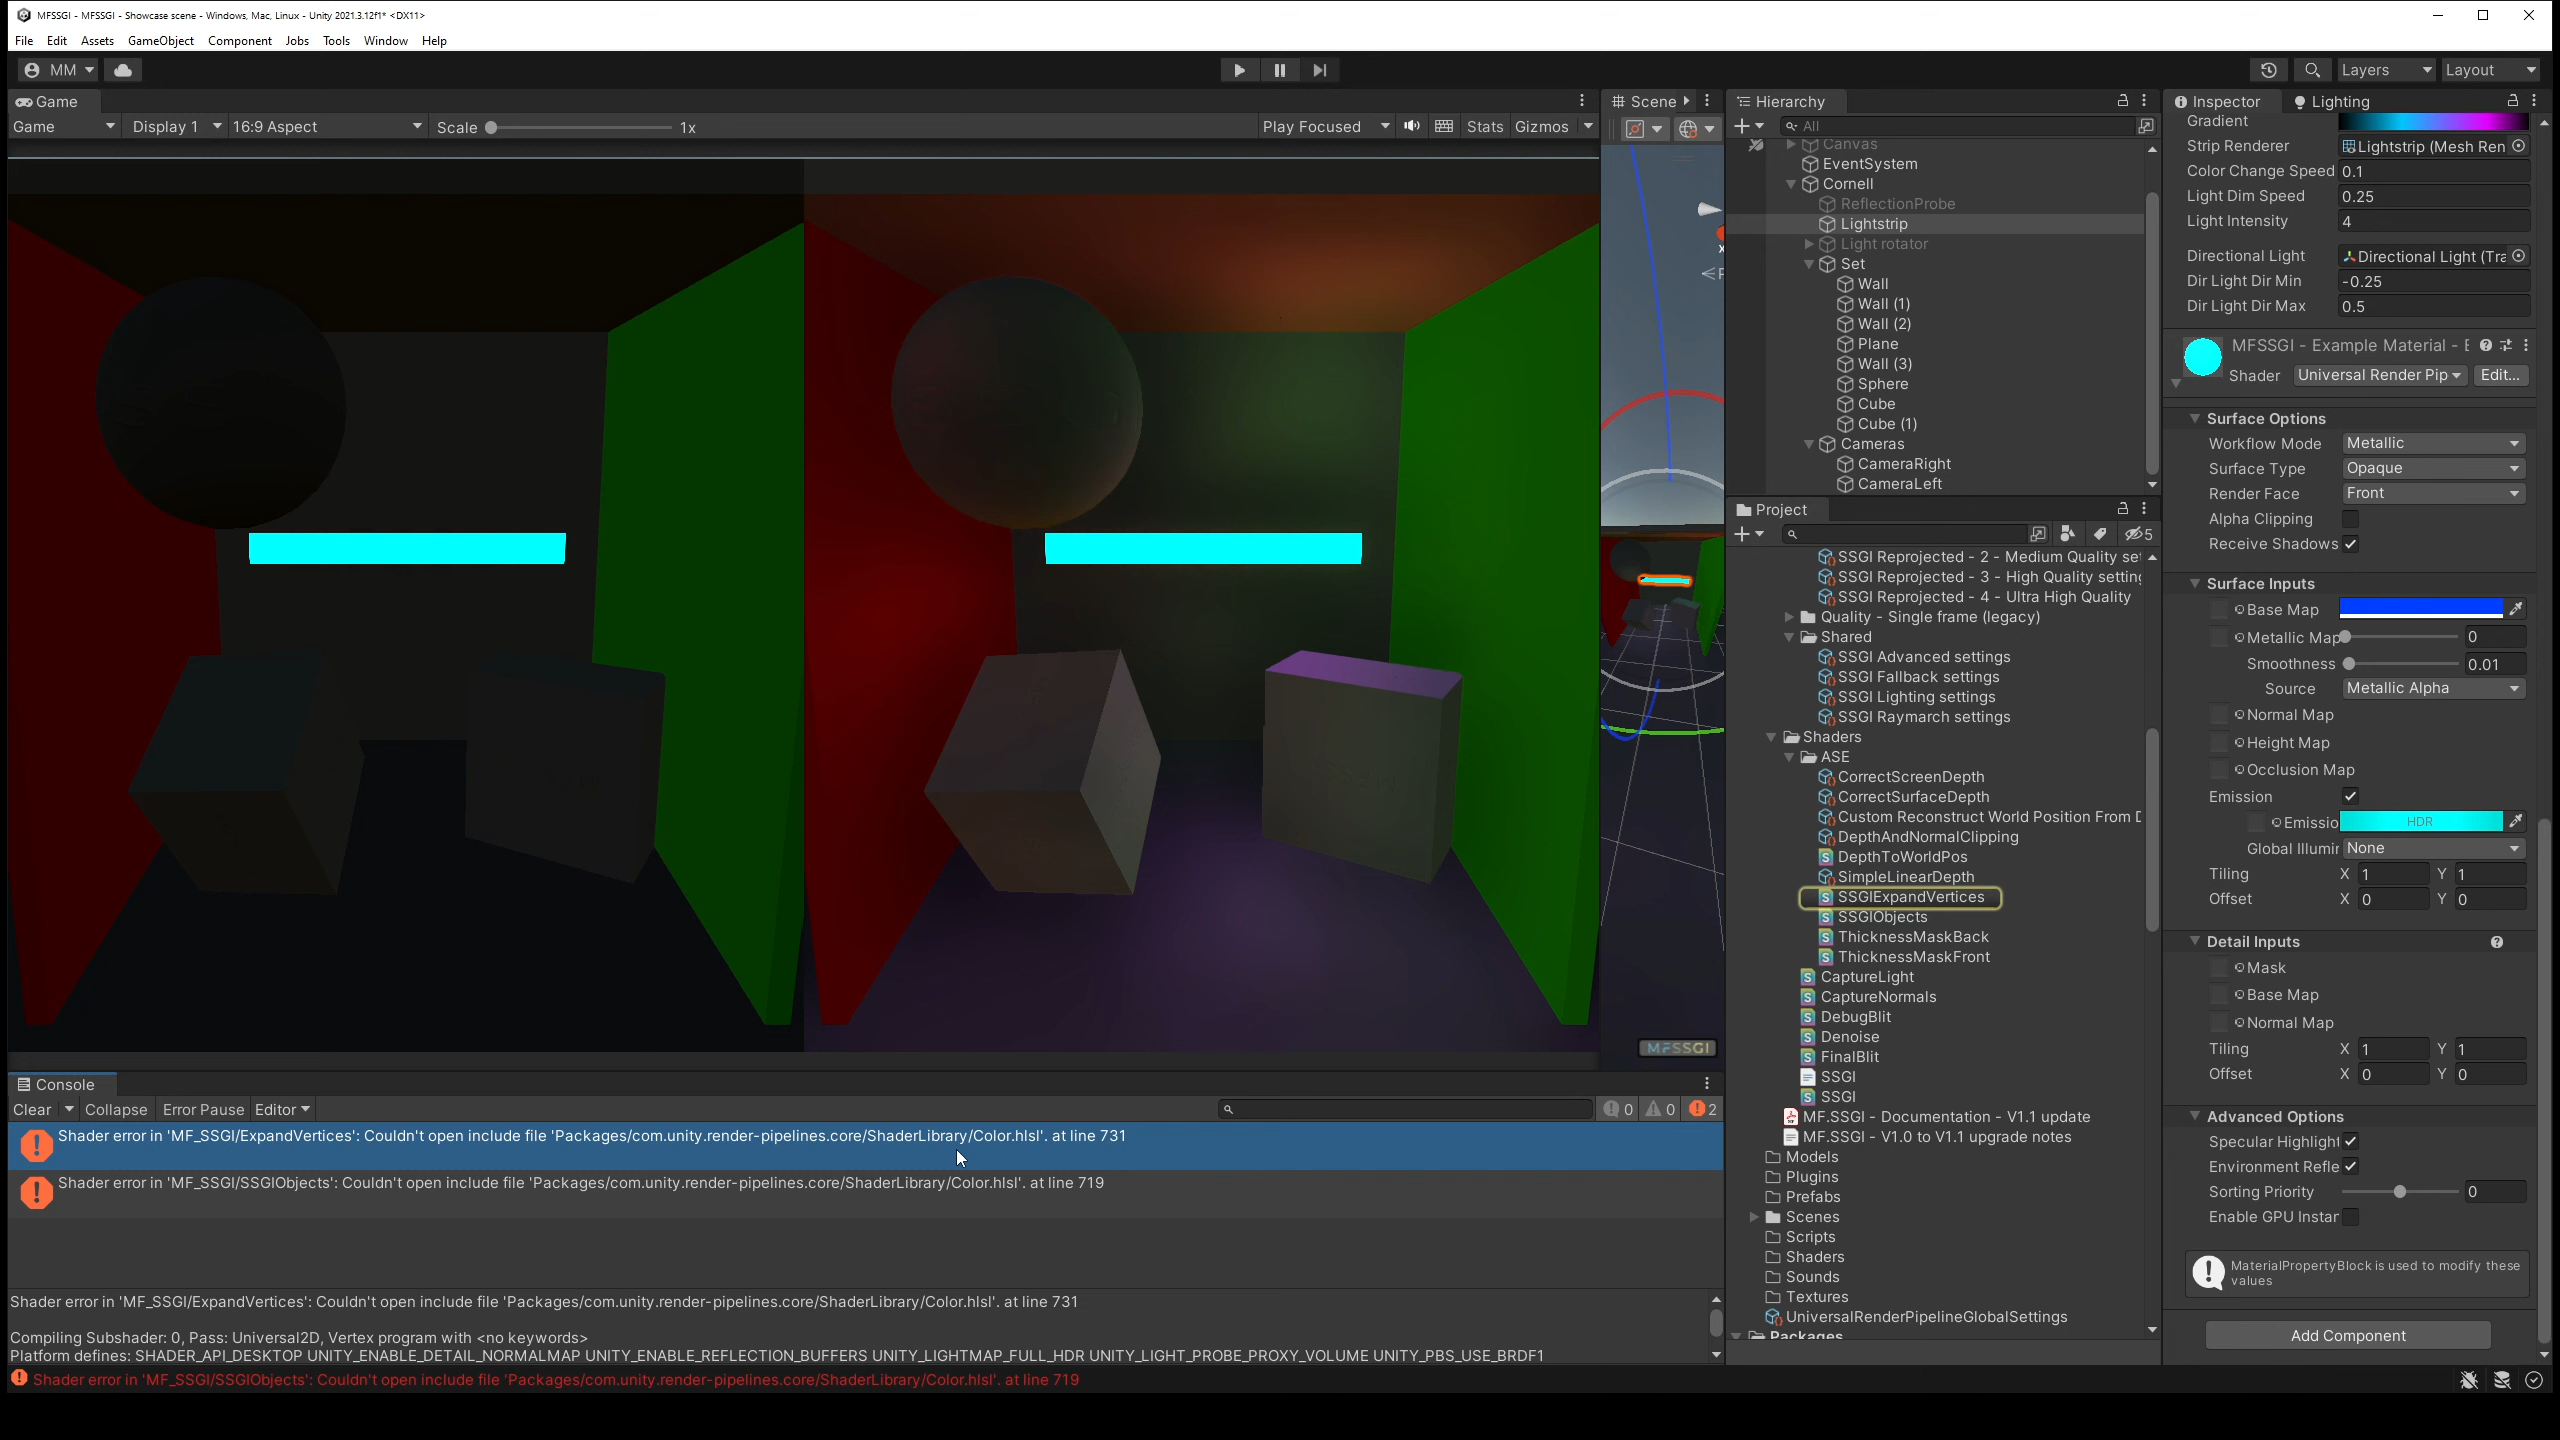 MFSSGI - MFSSGI - Showcase scene - Windows, Mac, Linux - Unity 2021.3.12f1* <DX11>
File Edit Assets GameObject Component Jobs Tools Window Help
MM
Layers Layout
Game
Game Display 1 16:9 Aspect Scale 1x Play Focused Stats Gizmos
Scene
MFSSGI
Hierarchy
All
Canvas
EventSystem
Cornell
ReflectionProbe
Lightstrip
Light rotator
Set
Wall
Wall (1)
Wall (2)
Plane
Wall (3)
Sphere
Cube
Cube (1)
Cameras
CameraRight
CameraLeft
Project
5
SSGI Reprojected - 2 - Medium Quality se
SSGI Reprojected - 3 - High Quality settin
SSGI Reprojected - 4 - Ultra High Quality
Quality - Single frame (legacy)
Shared
SSGI Advanced settings
SSGI Fallback settings
SSGI Lighting settings
SSGI Raymarch settings
Shaders
ASE
CorrectScreenDepth
CorrectSurfaceDepth
Custom Reconstruct World Position From D
DepthAndNormalClipping
DepthToWorldPos
SimpleLinearDepth
SSGIExpandVertices
SSGIObjects
ThicknessMaskBack
ThicknessMaskFront
CaptureLight
CaptureNormals
DebugBlit
Denoise
FinalBlit
SSGI
SSGI
MF.SSGI - Documentation - V1.1 update
MF.SSGI - V1.0 to V1.1 upgrade notes
Models
Plugins
Prefabs
Scenes
Scripts
Shaders
Sounds
Textures
UniversalRenderPipelineGlobalSettings
Packages
Inspector Lighting
Gradient
Strip Renderer Lightstrip (Mesh Ren
Color Change Speed 0.1
Light Dim Speed 0.25
Light Intensity 4
Directional Light Directional Light (Tra
Dir Light Dir Min -0.25
Dir Light Dir Max 0.5
MFSSGI - Example Material - E
Shader Universal Render Pip Edit...
Surface Options
Workflow Mode Metallic
Surface Type Opaque
Render Face Front
Alpha Clipping
Receive Shadows
Surface Inputs
Base Map
Metallic Map 0
Smoothness 0.01
Source Metallic Alpha
Normal Map
Height Map
Occlusion Map
Emission
Emissio HDR
Global Illumir None
Tiling X 1 Y 1
Offset X 0 Y 0
Detail Inputs
Mask
Base Map
Normal Map
Tiling X 1 Y 1
Offset X 0 Y 0
Advanced Options
Specular Highlight
Environment Refle
Sorting Priority 0
Enable GPU Instar
MaterialPropertyBlock is used to modify these
values
Add Component
Console
Clear Collapse Error Pause Editor 0 0 2
Shader error in 'MF_SSGI/ExpandVertices': Couldn't open include file 'Packages/com.unity.render-pipelines.core/ShaderLibrary/Color.hlsl'. at line 731
Shader error in 'MF_SSGI/SSGIObjects': Couldn't open include file 'Packages/com.unity.render-pipelines.core/ShaderLibrary/Color.hlsl'. at line 719
Shader error in 'MF_SSGI/ExpandVertices': Couldn't open include file 'Packages/com.unity.render-pipelines.core/ShaderLibrary/Color.hlsl'. at line 731
Compiling Subshader: 0, Pass: Universal2D, Vertex program with <no keywords>
Platform defines: SHADER_API_DESKTOP UNITY_ENABLE_DETAIL_NORMALMAP UNITY_ENABLE_REFLECTION_BUFFERS UNITY_LIGHTMAP_FULL_HDR UNITY_LIGHT_PROBE_PROXY_VOLUME UNITY_PBS_USE_BRDF1
Shader error in 'MF_SSGI/SSGIObjects': Couldn't open include file 'Packages/com.unity.render-pipelines.core/ShaderLibrary/Color.hlsl'. at line 719